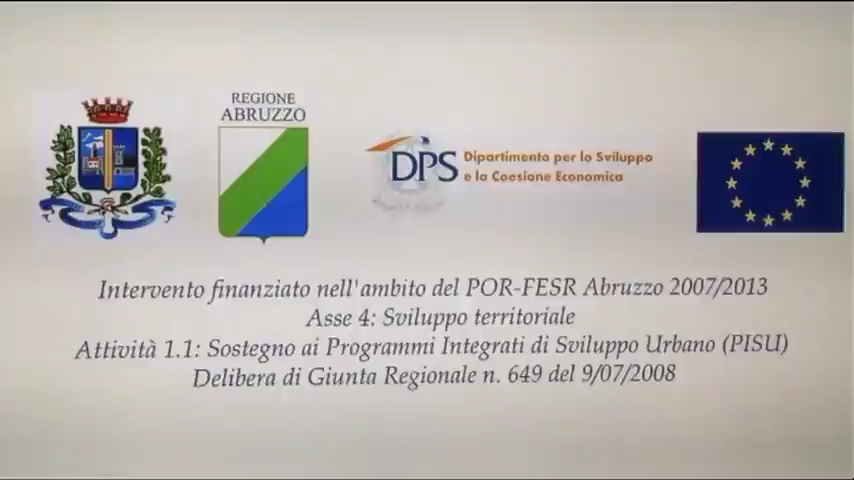 REGIONE
ABRUZZO
DPS Dipartimento per lo Sviluppo
e la Coesione Economica
Intervento finanziato nell'ambito del POR-FESR Abruzzo 2007/2013
Asse 4: Sviluppo territoriale
Attività 1.1: Sostegno ai Programmi Integrati di Sviluppo Urbano (PISU)
Delibera di Giunta Regionale n. 649 del 9/07/2008